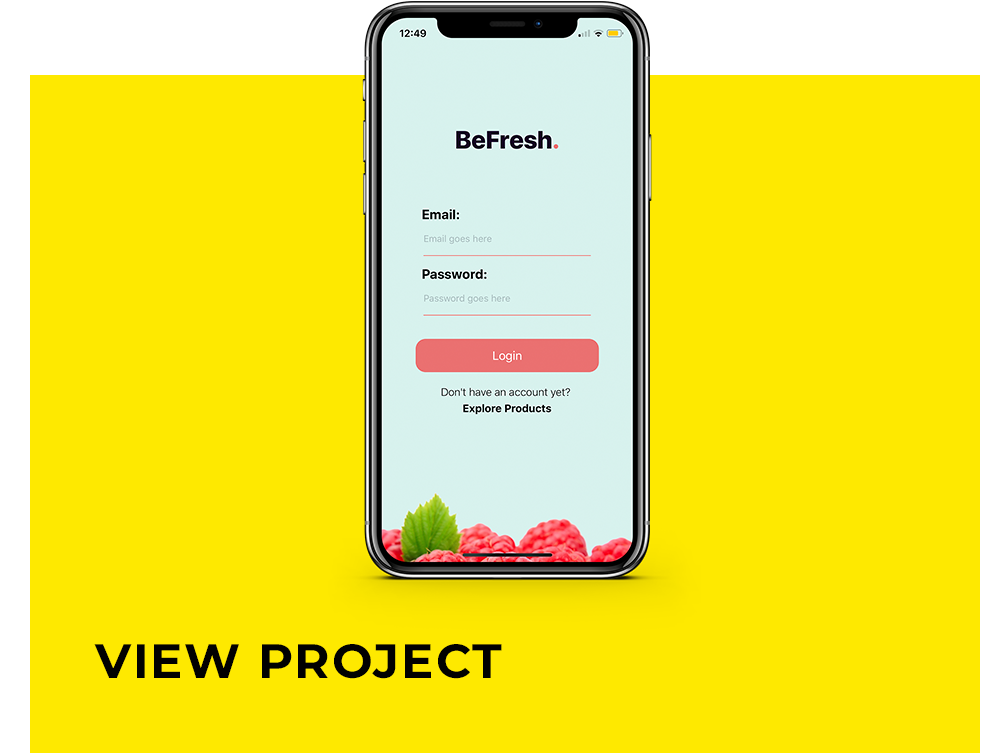 12:49
BeFresh.
Email:
Email goes here
Password:
Password goes here
Login
Don't have an account yet?
Explore Products
VIEW PROJECT